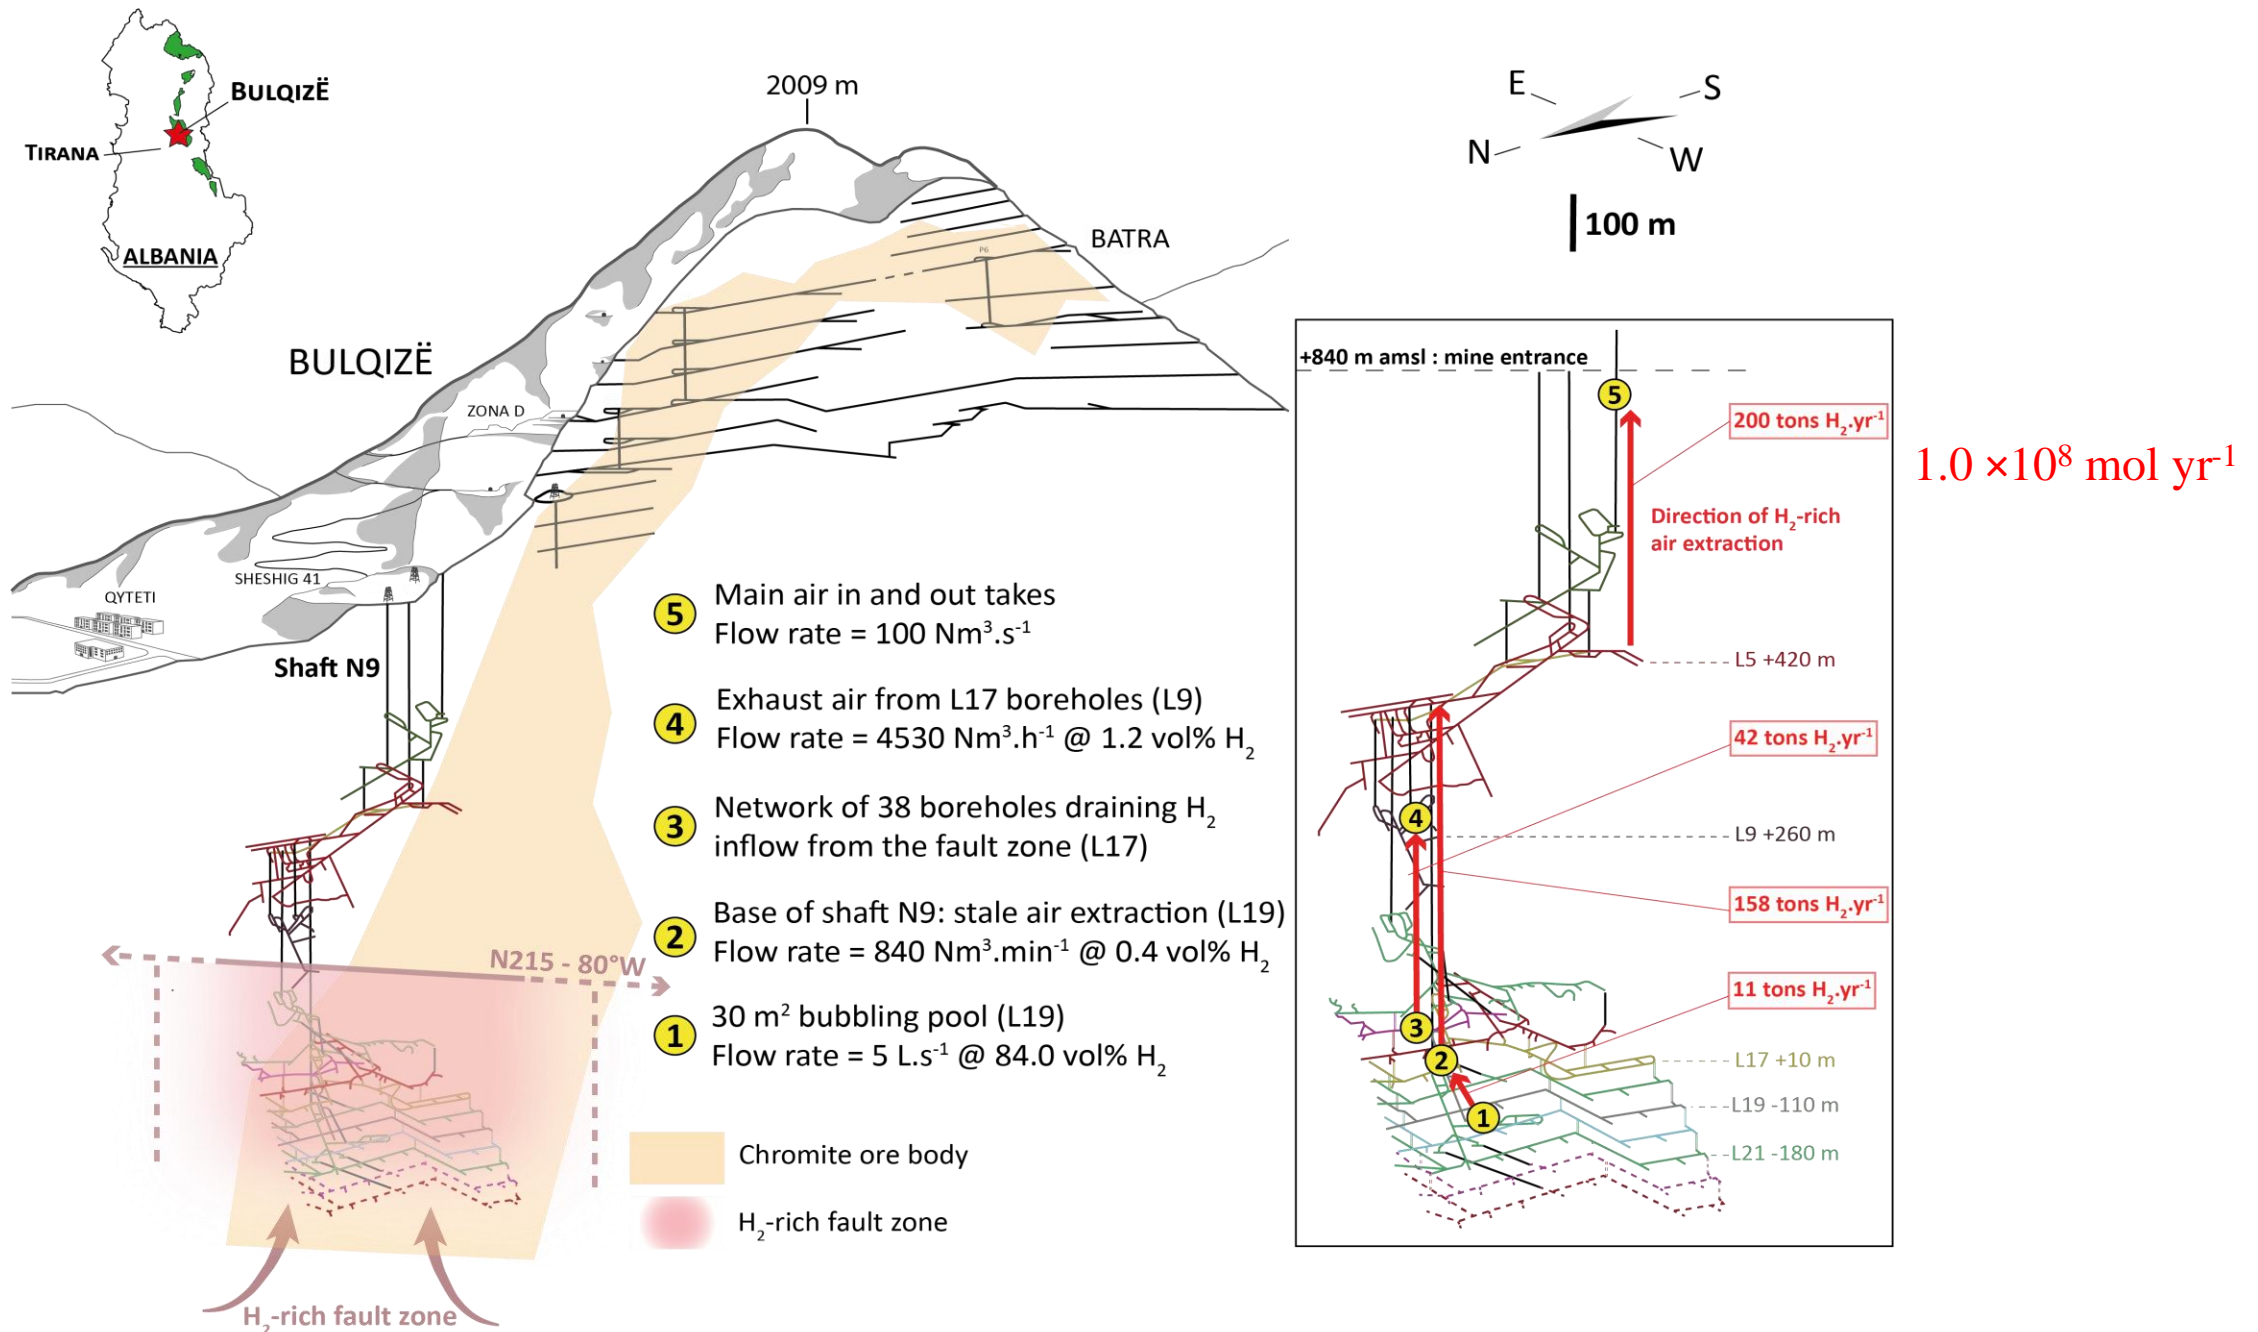 BULQIZË
TIRANA
ALBANIA
2009 m
BATRA
BULQIZË
ZONA D
P6
SHESHIG 41
QYTETI
Shaft N9
N215 - 80°W
H₂-rich fault zone
5 Main air in and out takes
Flow rate = 100 Nm³.s⁻¹
4 Exhaust air from L17 boreholes (L9)
Flow rate = 4530 Nm³.h⁻¹ @ 1.2 vol% H₂
3 Network of 38 boreholes draining H₂
inflow from the fault zone (L17)
2 Base of shaft N9: stale air extraction (L19)
Flow rate = 840 Nm³.min⁻¹ @ 0.4 vol% H₂
1 30 m² bubbling pool (L19)
Flow rate = 5 L.s⁻¹ @ 84.0 vol% H₂
Chromite ore body
H₂-rich fault zone
E
S
N
W
100 m
+840 m amsl : mine entrance
5
200 tons H₂.yr⁻¹
1.0 ×10⁸ mol yr⁻¹
Direction of H₂-rich
air extraction
L5 +420 m
42 tons H₂.yr⁻¹
4
L9 +260 m
158 tons H₂.yr⁻¹
11 tons H₂.yr⁻¹
3
2
L17 +10 m
1
L19 -110 m
L21 -180 m